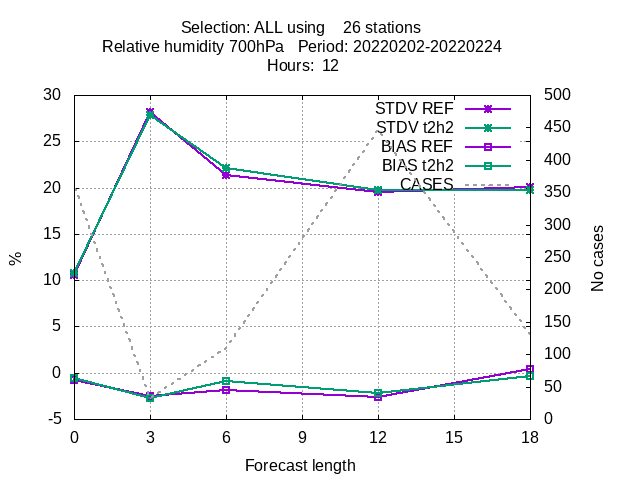 Selection: ALL using    26 stations
Relative humidity 700hPa   Period: 20220202-20220224
Hours:  12
30
25
20
15
10
5
0
-5
%
STDV REF
STDV t2h2
BIAS REF
BIAS t2h2
CASES
500
450
400
350
300
250
200
150
100
50
0
No cases
0 3 6 9 12 15 18
Forecast length